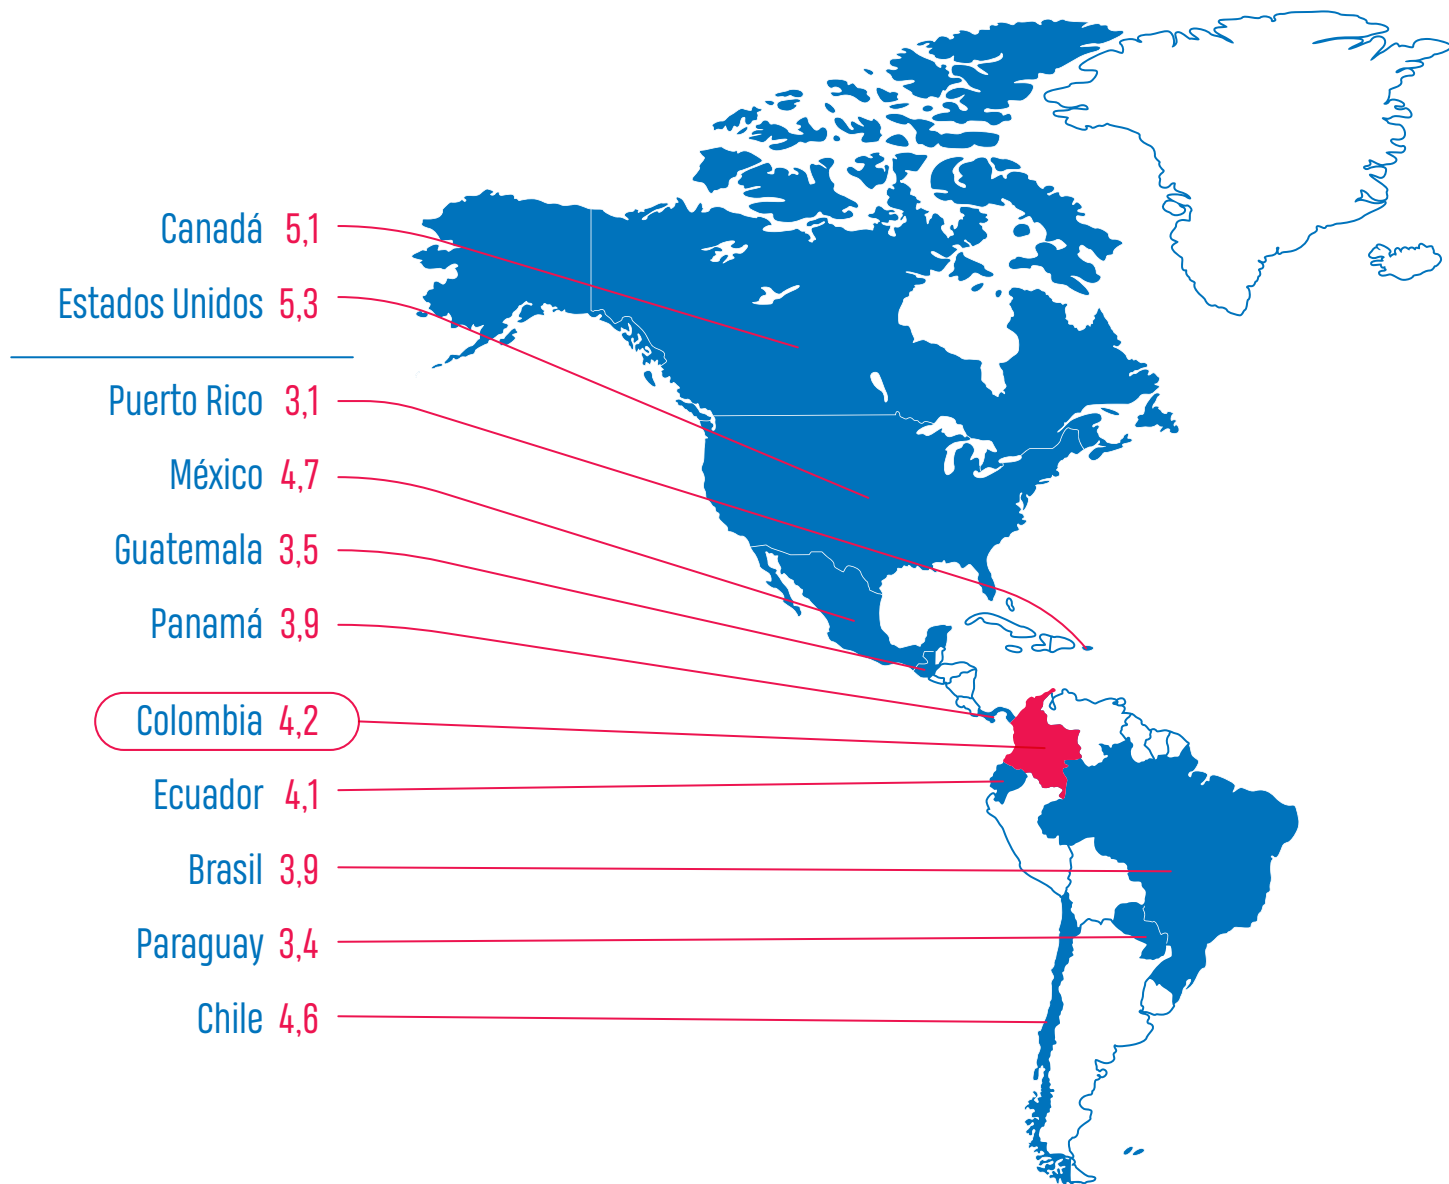 Canadá 5,1
Estados Unidos 5,3
Puerto Rico 3,1
México 4,7
Guatemala 3,5
Panamá 3,9
Colombia 4,2
Ecuador 4,1
Brasil 3,9
Paraguay 3,4
Chile 4,6